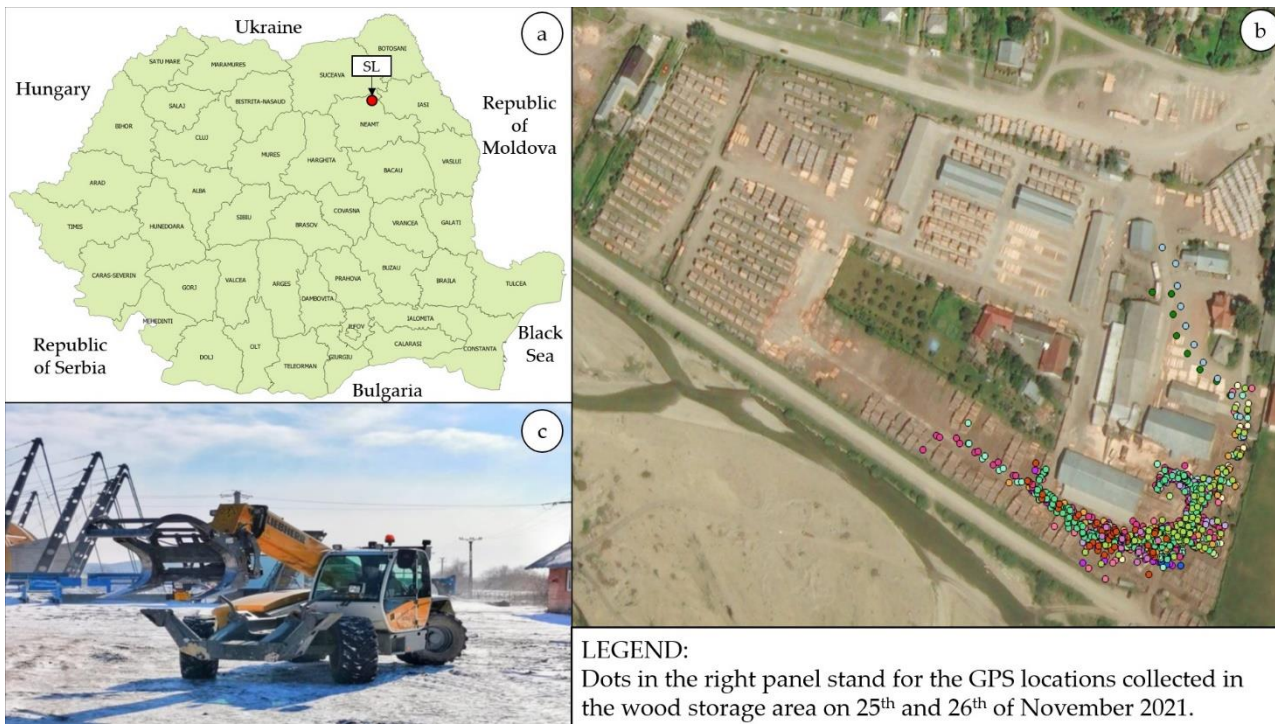 Ukraine
a
BOTOSANI
SATU MARE
MARAMURES
SUCEAVA
SL
Hungary
SALAJ
BISTRITA-NASAUD
IASI
Republic
of
Moldova
BIHOR
CLUJ
NEAMT
MURES
HARGHITA
BACAU
VASLUI
ARAD
ALBA
TIMIS
HUNEDOARA
SIBIU
BRASOV
COVASNA
VRANCEA
GALATI
CARAS-SEVERIN
GORJ
VALCEA
ARGES
PRAHOVA
BUZAU
BRAILA
TULCEA
DAMBOVITA
MEHEDINTI
IALOMITA
ILFOV
Republic
of Serbia
DOLJ
OLT
TELEORMAN
GIURGIU
CALARASI
CONSTANTA
Black
Sea
Bulgaria
b
c
LEGEND:
Dots in the right panel stand for the GPS locations collected in
the wood storage area on 25th and 26th of November 2021.